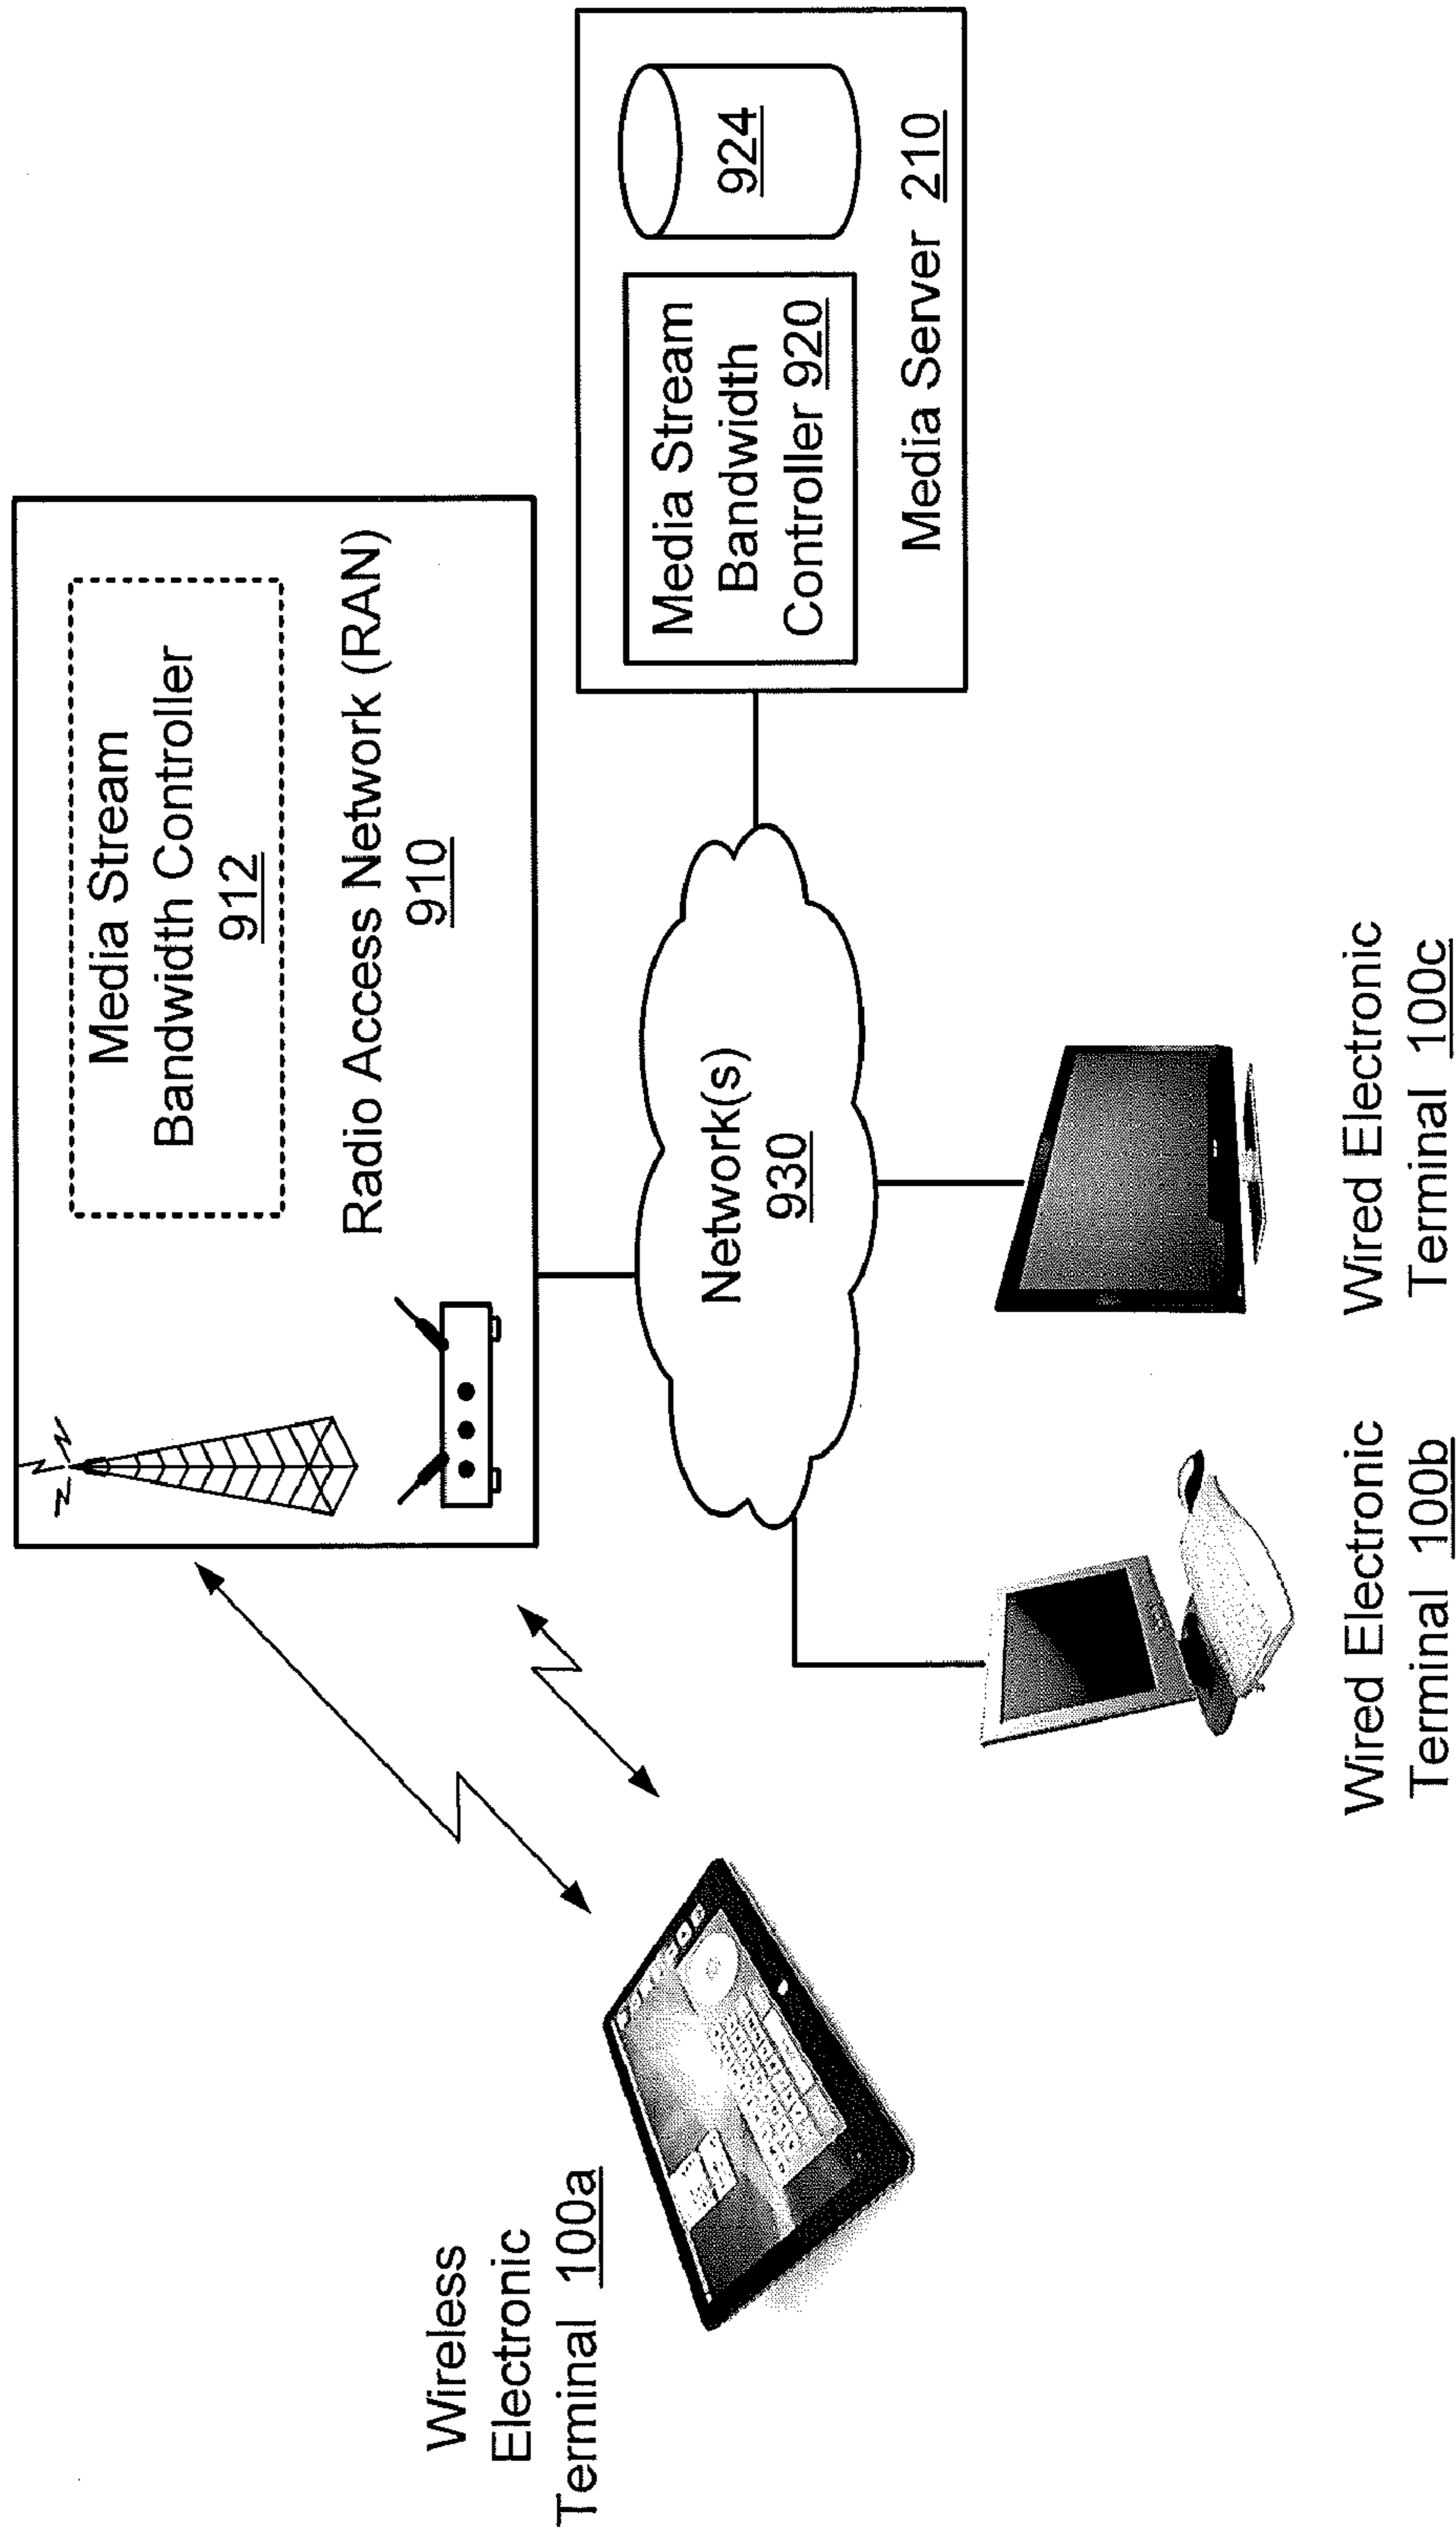 Media Stream
Bandwidth Controller
912
Radio Access Network (RAN)
910
Wireless
Electronic
Terminal 100a
Network(s)
930
Media Stream
Bandwidth
Controller 920
924
Media Server 210
Wired Electronic
Terminal 100b
Wired Electronic
Terminal 100c